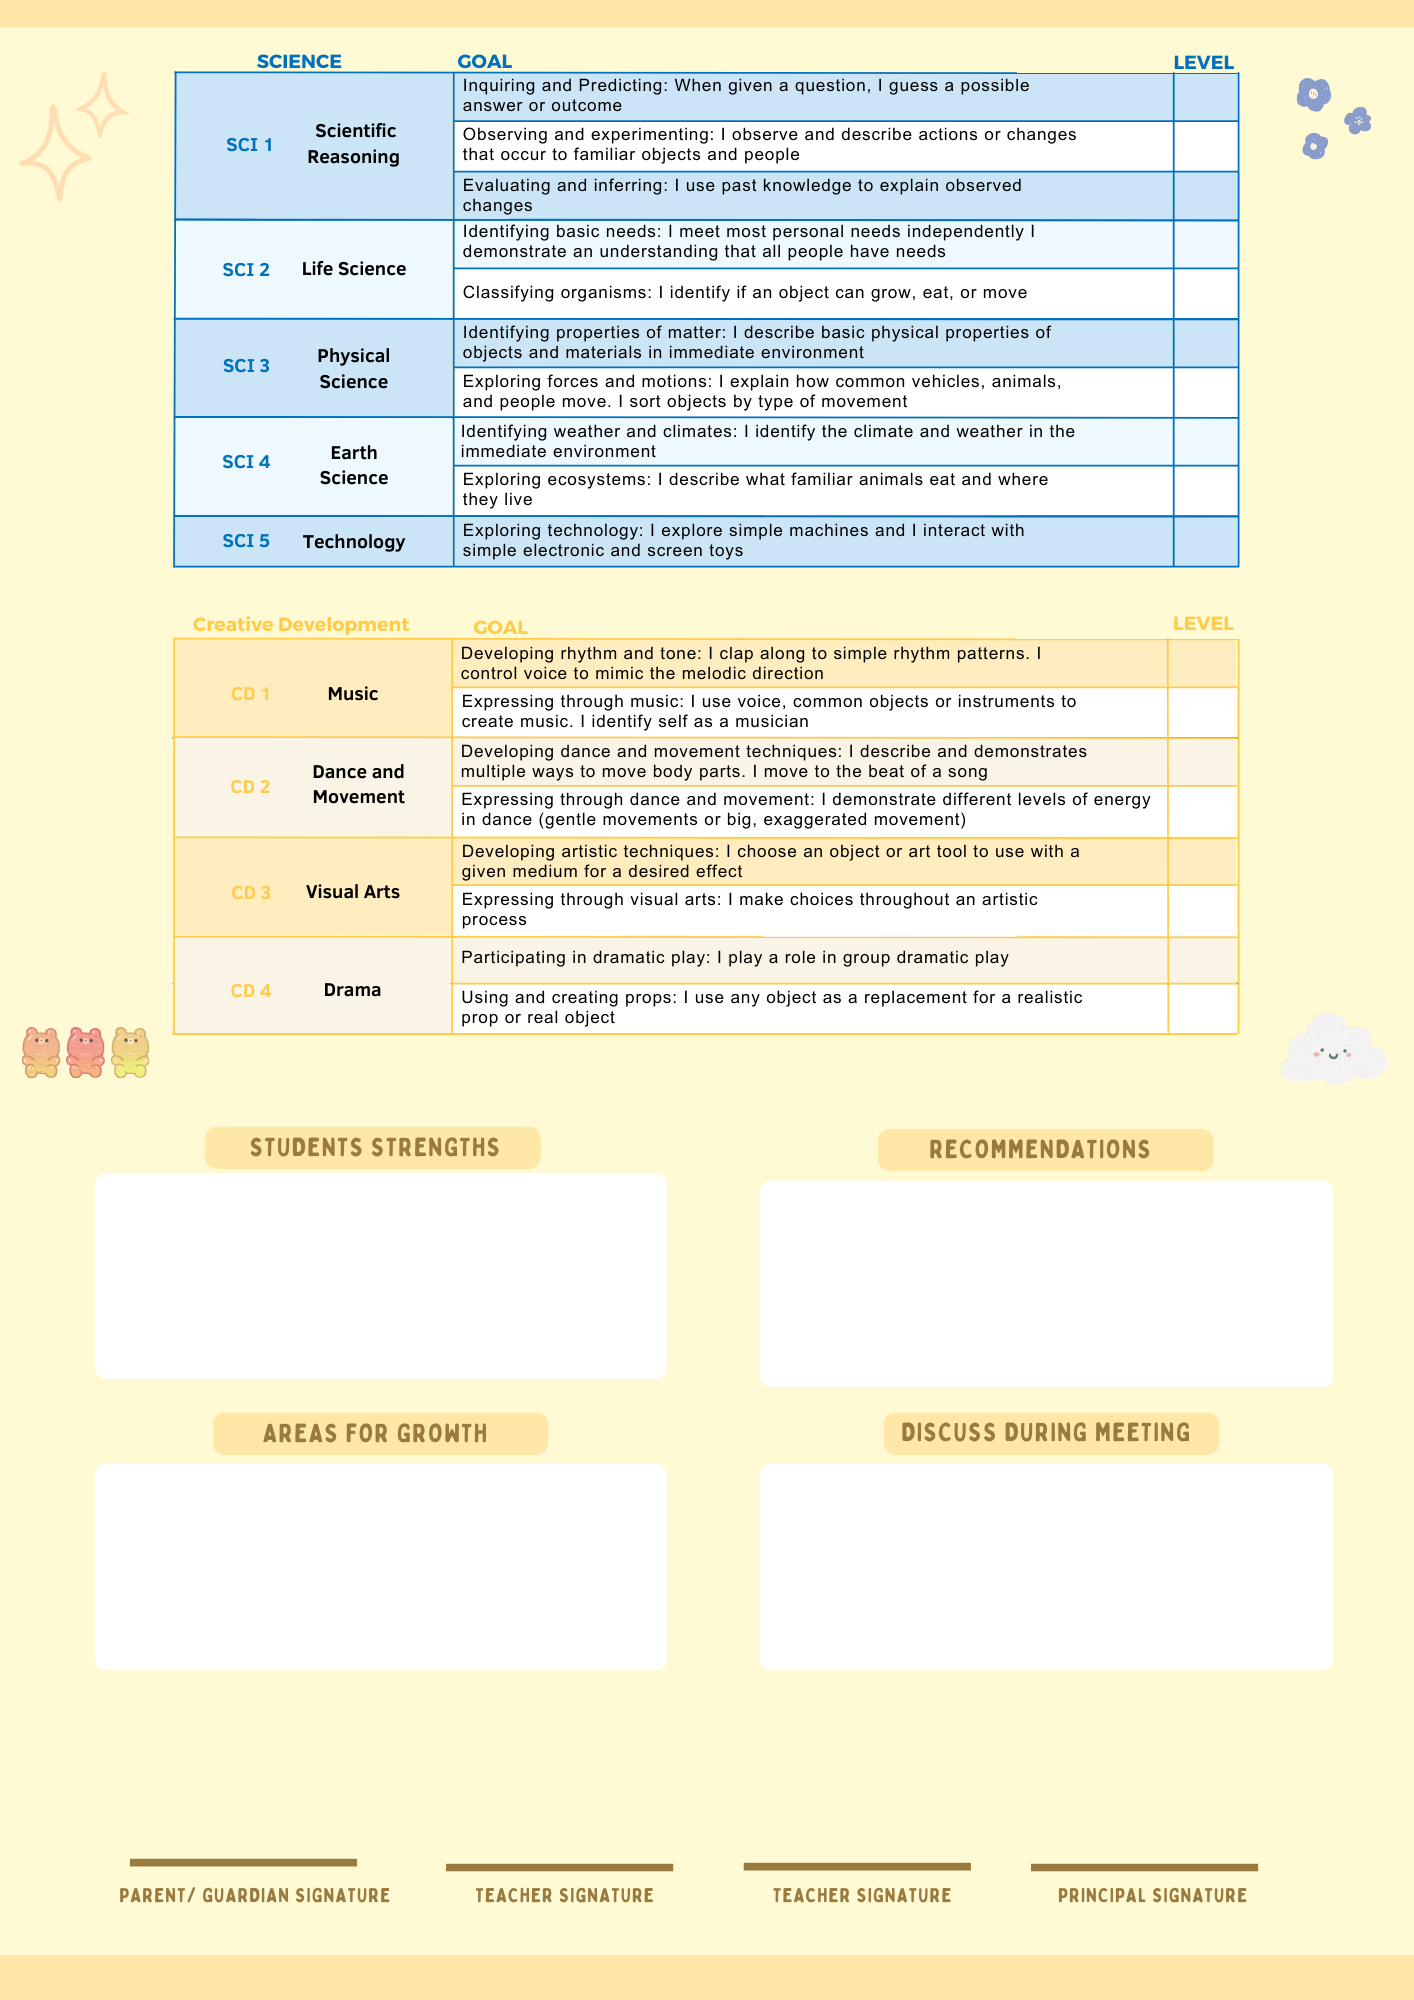 SCIENCE GOAL LEVEL
SCI 1 Scientific
Reasoning
Inquiring and Predicting: When given a question, I guess a possible
answer or outcome
Observing and experimenting: I observe and describe actions or changes
that occur to familiar objects and people
Evaluating and inferring: I use past knowledge to explain observed
changes
SCI 2 Life Science
Identifying basic needs: I meet most personal needs independently I
demonstrate an understanding that all people have needs
Classifying organisms: I identify if an object can grow, eat, or move
SCI 3 Physical
Science
Identifying properties of matter: I describe basic physical properties of
objects and materials in immediate environment
Exploring forces and motions: I explain how common vehicles, animals,
and people move. I sort objects by type of movement
SCI 4 Earth
Science
Identifying weather and climates: I identify the climate and weather in the
immediate environment
Exploring ecosystems: I describe what familiar animals eat and where
they live
SCI 5 Technology
Exploring technology: I explore simple machines and I interact with
simple electronic and screen toys
Creative Development GOAL LEVEL
CD 1 Music
Developing rhythm and tone: I clap along to simple rhythm patterns. I
control voice to mimic the melodic direction
Expressing through music: I use voice, common objects or instruments to
create music. I identify self as a musician
CD 2 Dance and
Movement
Developing dance and movement techniques: I describe and demonstrates
multiple ways to move body parts. I move to the beat of a song
Expressing through dance and movement: I demonstrate different levels of energy
in dance (gentle movements or big, exaggerated movement)
CD 3 Visual Arts
Developing artistic techniques: I choose an object or art tool to use with a
given medium for a desired effect
Expressing through visual arts: I make choices throughout an artistic
process
CD 4 Drama
Participating in dramatic play: I play a role in group dramatic play
Using and creating props: I use any object as a replacement for a realistic
prop or real object
STUDENTS STRENGTHS
RECOMMENDATIONS
AREAS FOR GROWTH
DISCUSS DURING MEETING
PARENT/ GUARDIAN SIGNATURE
TEACHER SIGNATURE
TEACHER SIGNATURE
PRINCIPAL SIGNATURE